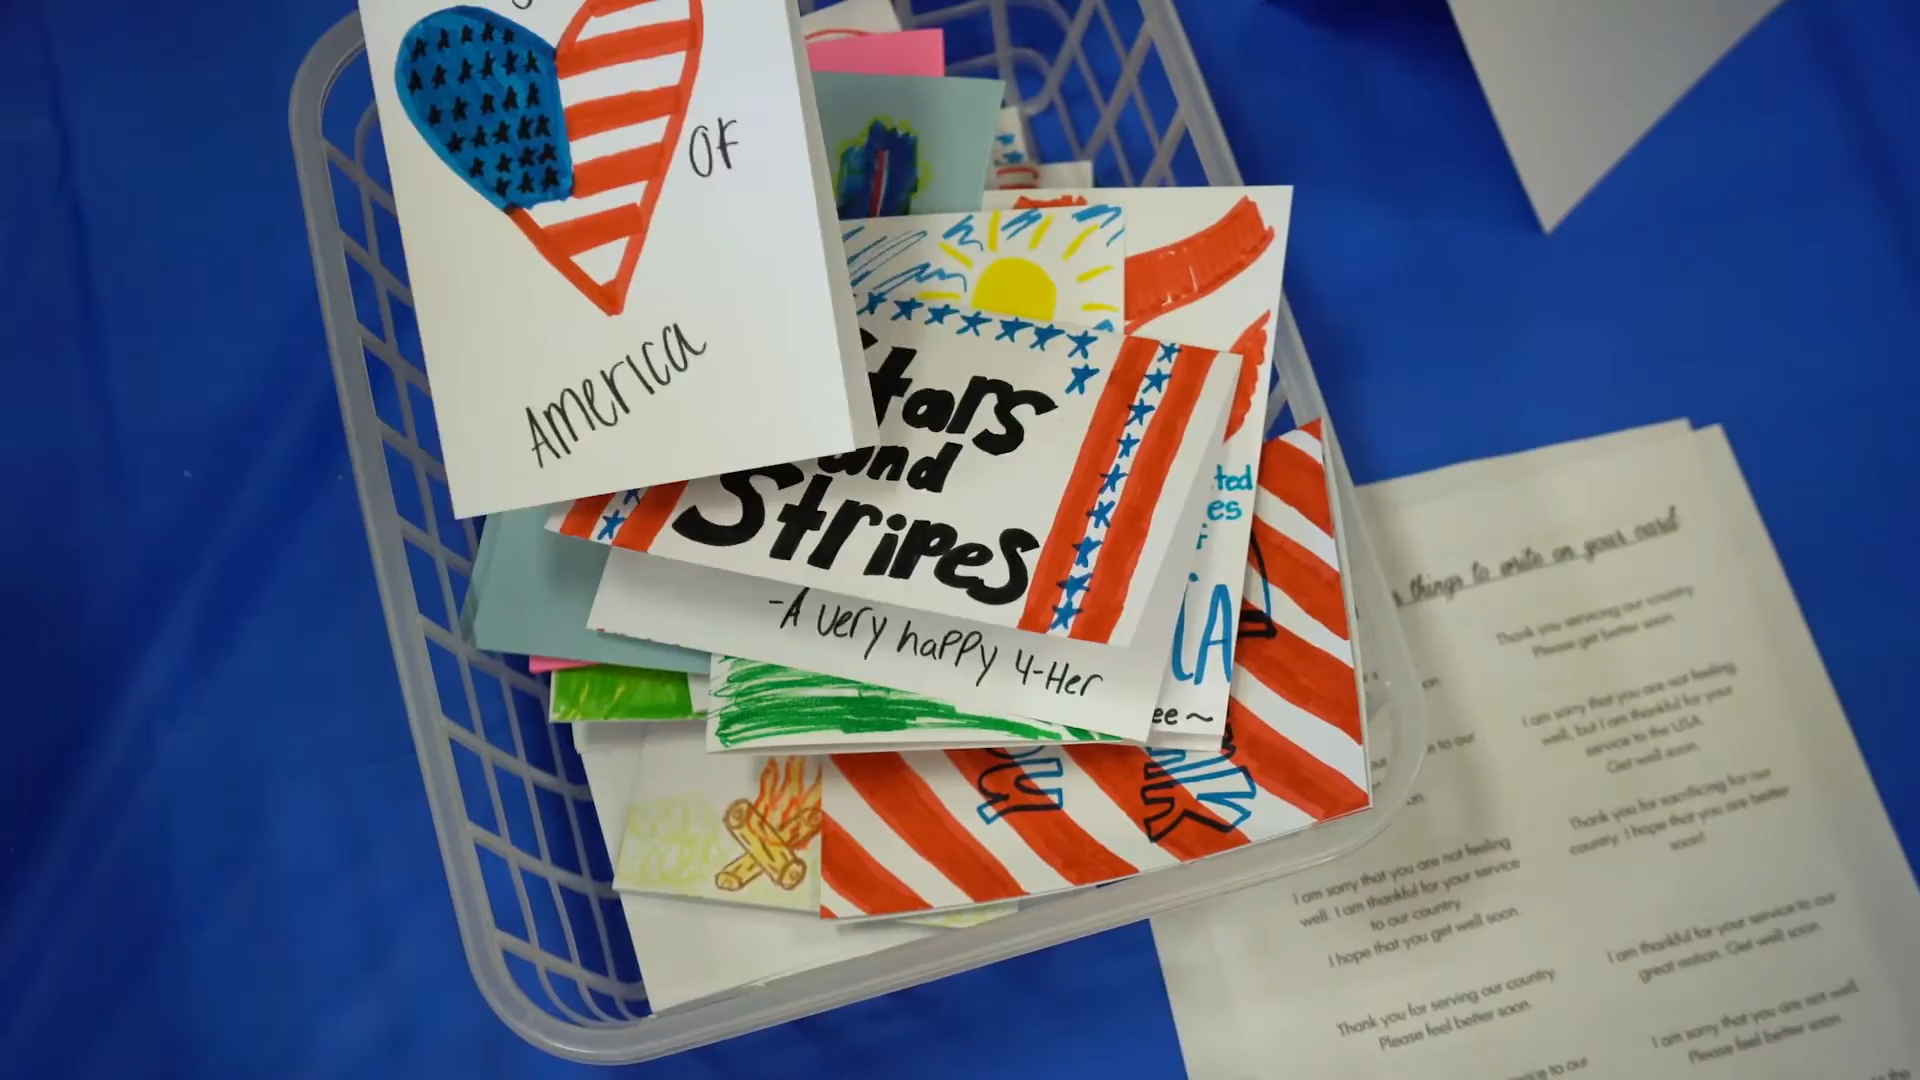 OF
America
Stars
and
Stripes
-A very happy 4-Her
ted
es
LA
ee ~
things to write on your card
Thank you servicing our country.
Please get better soon.
I am sorry that you are not feeling
well, but I am thankful for your
service to the USA.
Get well soon.
Thank you for sacrificing for our
country. I hope that you are better
soon!
I am sorry that you are not feeling
well. I am thankful for your service
to our country.
I hope that you get well soon.
I am thankful for your service to our
great nation. Get well soon.
Thank you for serving our country.
Please feel better soon.
I am sorry that you are not well.
Please feel better soon.